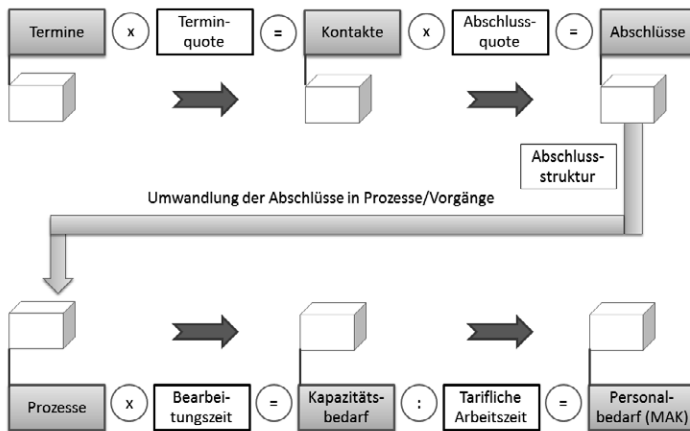 Termine x Termin- = Kontakte x Abschluss- = Abschlüsse
quote quote
Abschluss-
struktur
Umwandlung der Abschlüsse in Prozesse/Vorgänge
Prozesse x Bearbei- = Kapazitäts- : Tarifliche = Personal-
tungszeit bedarf Arbeitszeit bedarf (MAK)